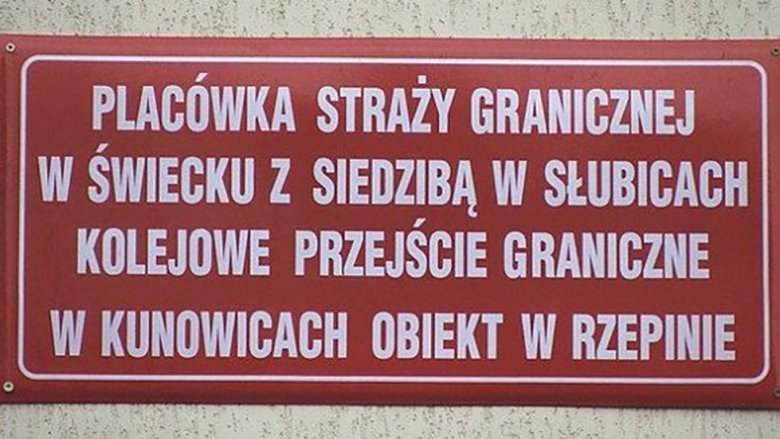 PLACÓWKA STRAŻY GRANICZNEJ
W ŚWIECKU Z SIEDZIBĄ W SŁUBICACH
KOLEJOWE PRZEJŚCIE GRANICZNE
W KUNOWICACH OBIEKT W RZEPINIE